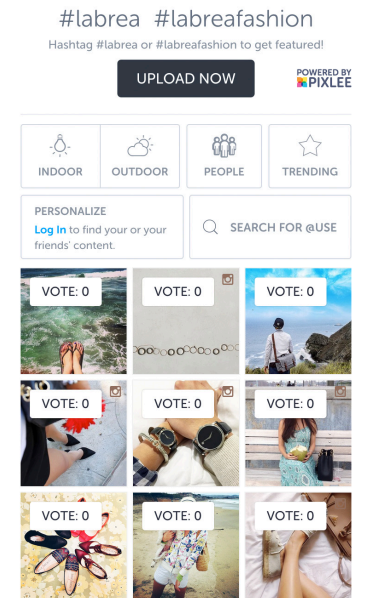 #labrea #labreafashion
Hashtag #labrea or #labreafashion to get featured!
UPLOAD NOW
POWERED BY
PIXLEE
INDOOR
OUTDOOR
PEOPLE
TRENDING
PERSONALIZE
Log In to find your or your
friends' content.
SEARCH FOR @USE
VOTE: 0
VOTE: 0
VOTE: 0
VOTE: 0
VOTE: 0
VOTE: 0
VOTE: 0
VOTE: 0
VOTE: 0